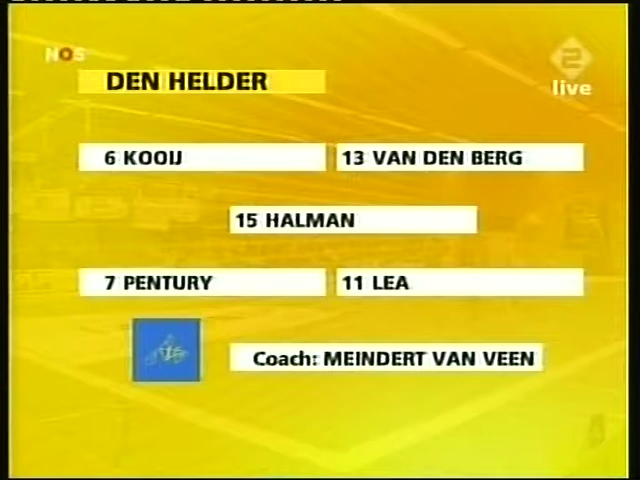 NOS
2
DEN HELDER
live
6 KOOIJ
13 VAN DEN BERG
15 HALMAN
7 PENTURY
11 LEA
Coach: MEINDERT VAN VEEN